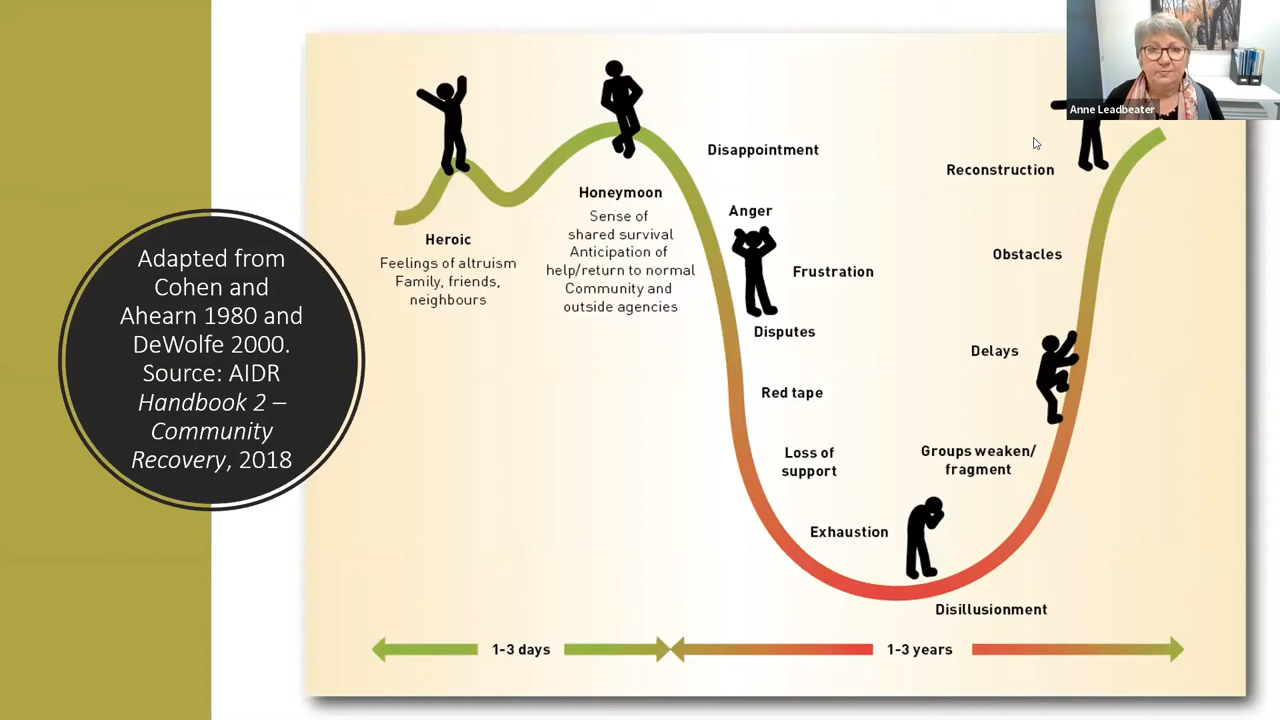 Adapted from
Cohen and
Ahearn 1980 and
DeWolfe 2000.
Source: AIDR
Handbook 2 –
Community
Recovery, 2018
Heroic
Feelings of altruism
Family, friends,
neighbours
Honeymoon
Sense of
shared survival
Anticipation of
help/return to normal
Community and
outside agencies
Disappointment
Anger
Frustration
Disputes
Red tape
Loss of
support
Exhaustion
Disillusionment
Groups weaken/
fragment
Delays
Obstacles
Reconstruction
1-3 days
1-3 years
Anne Leadbeater